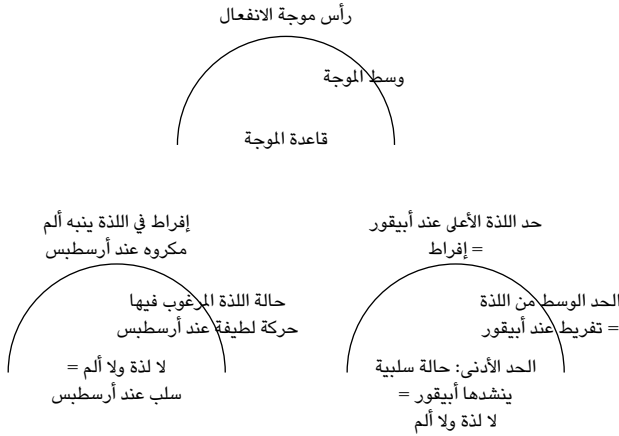 رأس موجة الانفعال
وسط الموجة
قاعدة الموجة
حد اللذة الأعلى عند أبيقور
= إفراط
الحد الوسط من اللذة
= تفريط عند أبيقور
الحد الأدنى: حالة سلبية
ينشدها أبيقور =
لا لذة ولا ألم
إفراط في اللذة ينبه ألم
مكروه عند أرسطبس
حالة اللذة المرغوب فيها
حركة لطيفة عند أرسطبس
لا لذة ولا ألم =
سلب عند أرسطبس